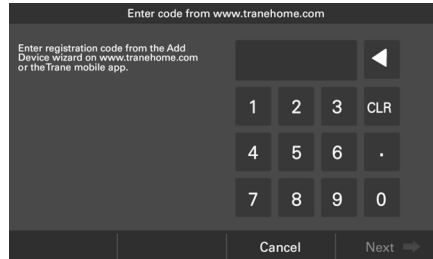 Enter code from www.tranehome.com
Enter registration code from the Add
Device wizard on www.tranehome.com
or the Trane mobile app.
1 2 3 CLR
4 5 6 .
7 8 9 0
Cancel Next